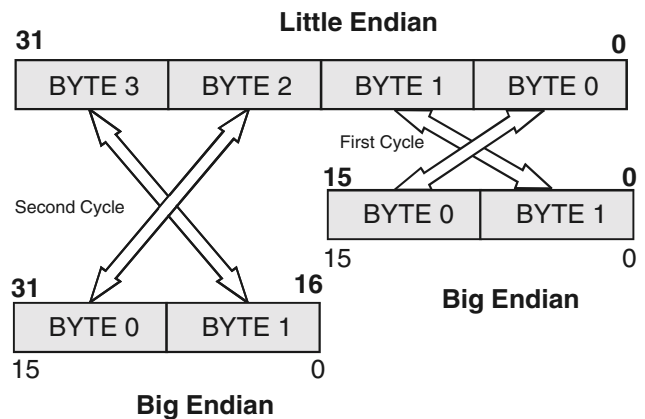 Little Endian
31 0
BYTE 3 BYTE 2 BYTE 1 BYTE 0
First Cycle
15 0
Second Cycle
BYTE 0 BYTE 1
15 0
31 16
Big Endian
BYTE 0 BYTE 1
15 0
Big Endian